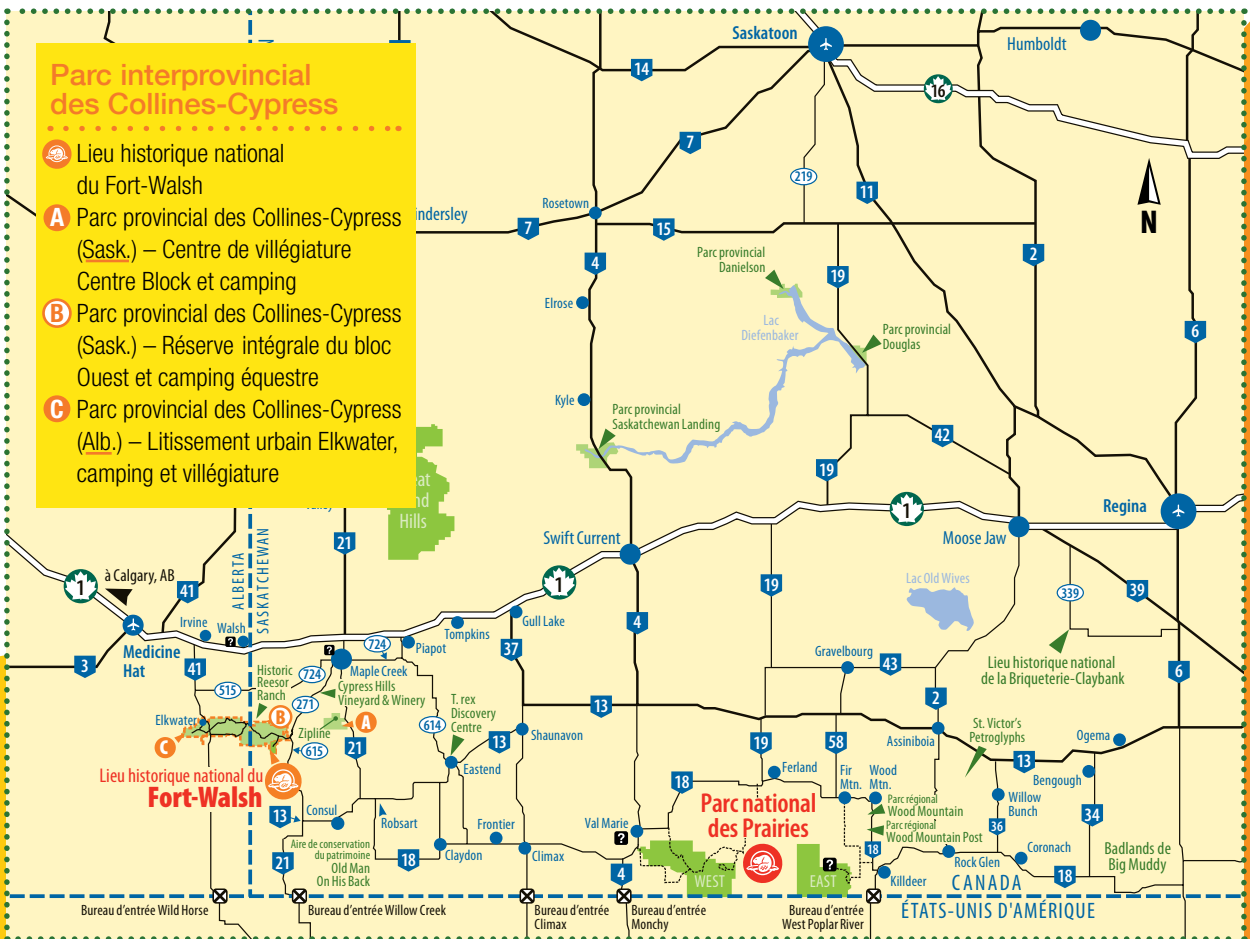 Parc interprovincial
des Collines-Cypress
Lieu historique national
du Fort-Walsh
A Parc provincial des Collines-Cypress
(Sask.) – Centre de villégiature
Centre Block et camping
B Parc provincial des Collines-Cypress
(Sask.) – Réserve intégrale du bloc
Ouest et camping équestre
C Parc provincial des Collines-Cypress
(Alb.) – Litissement urbain Elkwater,
camping et villégiature
Saskatoon
Humboldt
14
16
7
219
11
N
indersley
Rosetown
7
15
4
2
Parc provincial
Danielson
19
Elrose
Lac
Diefenbaker
Parc provincial
Douglas
6
Kyle
Parc provincial
Saskatchewan Landing
42
19
Hills
1
Regina
Swift Current
Moose Jaw
21
ALBERTA
SASKATCHEWAN
à Calgary, AB
1
41
1
19
Lac Old Wives
339
39
Irvine
Walsh
?
Medicine
Hat
3
41
?
724
Piapot
Tompkins
Gull Lake
37
4
Maple Creek
724
515
Historic
Reesor
Ranch
271
Cypress Hills
Vineyard & Winery
Gravelbourg
43
2
Lieu historique national
de la Briqueterie-Claybank
6
Elkwater
B
C
Zipline
A
615
21
614
T. rex
Discovery
Centre
13
Shaunavon
13
Eastend
19
58
Assiniboia
St. Victor's
Petroglyphs
Ogema
13
Lieu historique national du
Fort-Walsh
13
Consul
Robsart
18
Ferland
Fir
Mtn.
Wood
Mtn.
Bengough
Willow
Bunch
34
36
Parc national
des Prairies
Parc régional
Wood Mountain
Parc régional
Wood Mountain Post
Frontier
Val Marie
?
21
Aire de conservation
du patrimoine
Old Man
On His Back
18
Claydon
Climax
4
WEST
?
EAST
18
Killdeer
Rock Glen
Coronach
18
Badlands de
Big Muddy
CANADA
ÉTATS-UNIS D'AMÉRIQUE
Bureau d'entrée Wild Horse
Bureau d'entrée Willow Creek
Bureau d'entrée
Climax
Bureau d'entrée
Monchy
Bureau d'entrée
West Poplar River